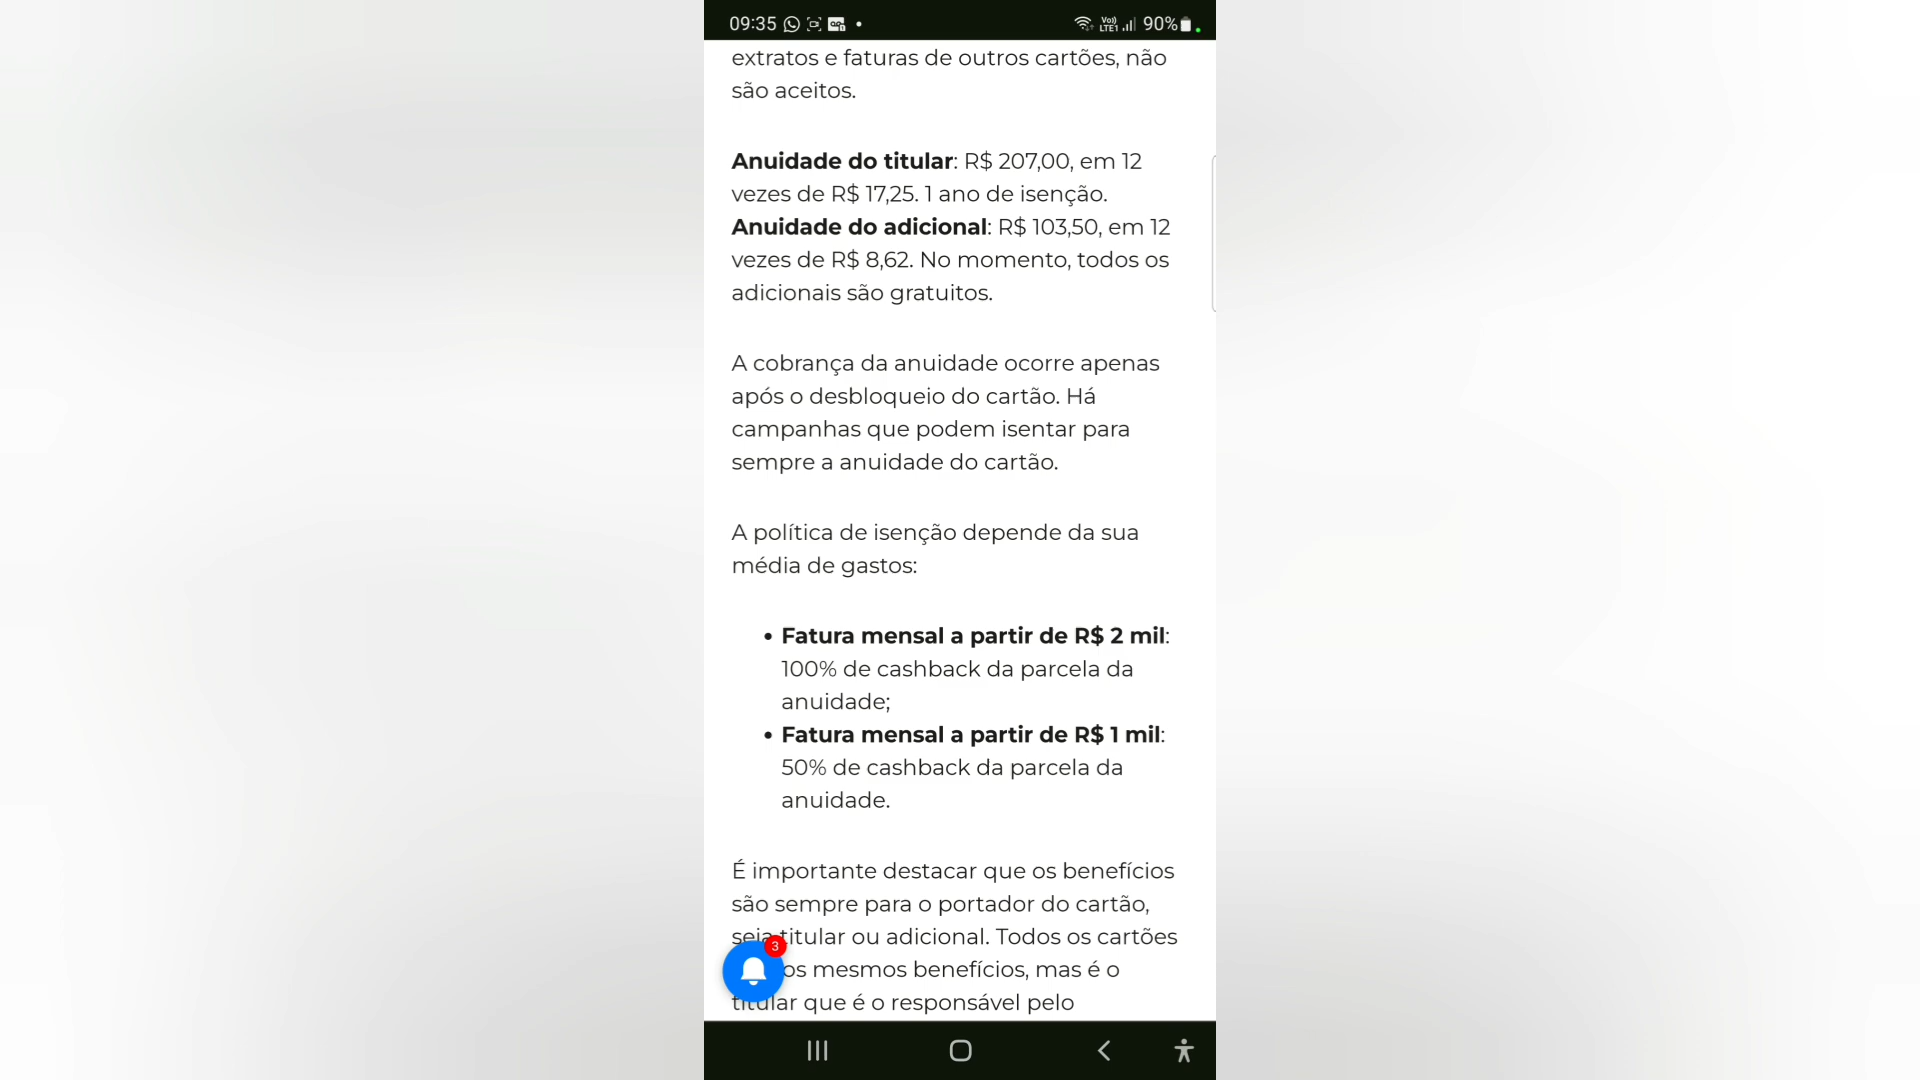 09:35
VoD
LTE1
90%
extratos e faturas de outros cartões, não
são aceitos.
Anuidade do titular: R$ 207,00, em 12
vezes de R$ 17,25. 1 ano de isenção.
Anuidade do adicional: R$ 103,50, em 12
vezes de R$ 8,62. No momento, todos os
adicionais são gratuitos.
A cobrança da anuidade ocorre apenas
após o desbloqueio do cartão. Há
campanhas que podem isentar para
sempre a anuidade do cartão.
A política de isenção depende da sua
média de gastos:
• Fatura mensal a partir de R$ 2 mil:
100% de cashback da parcela da
anuidade;
• Fatura mensal a partir de R$ 1 mil:
50% de cashback da parcela da
anuidade.
É importante destacar que os benefícios
são sempre para o portador do cartão,
seja titular ou adicional. Todos os cartões
3
os mesmos benefícios, mas é o
titular que é o responsável pelo